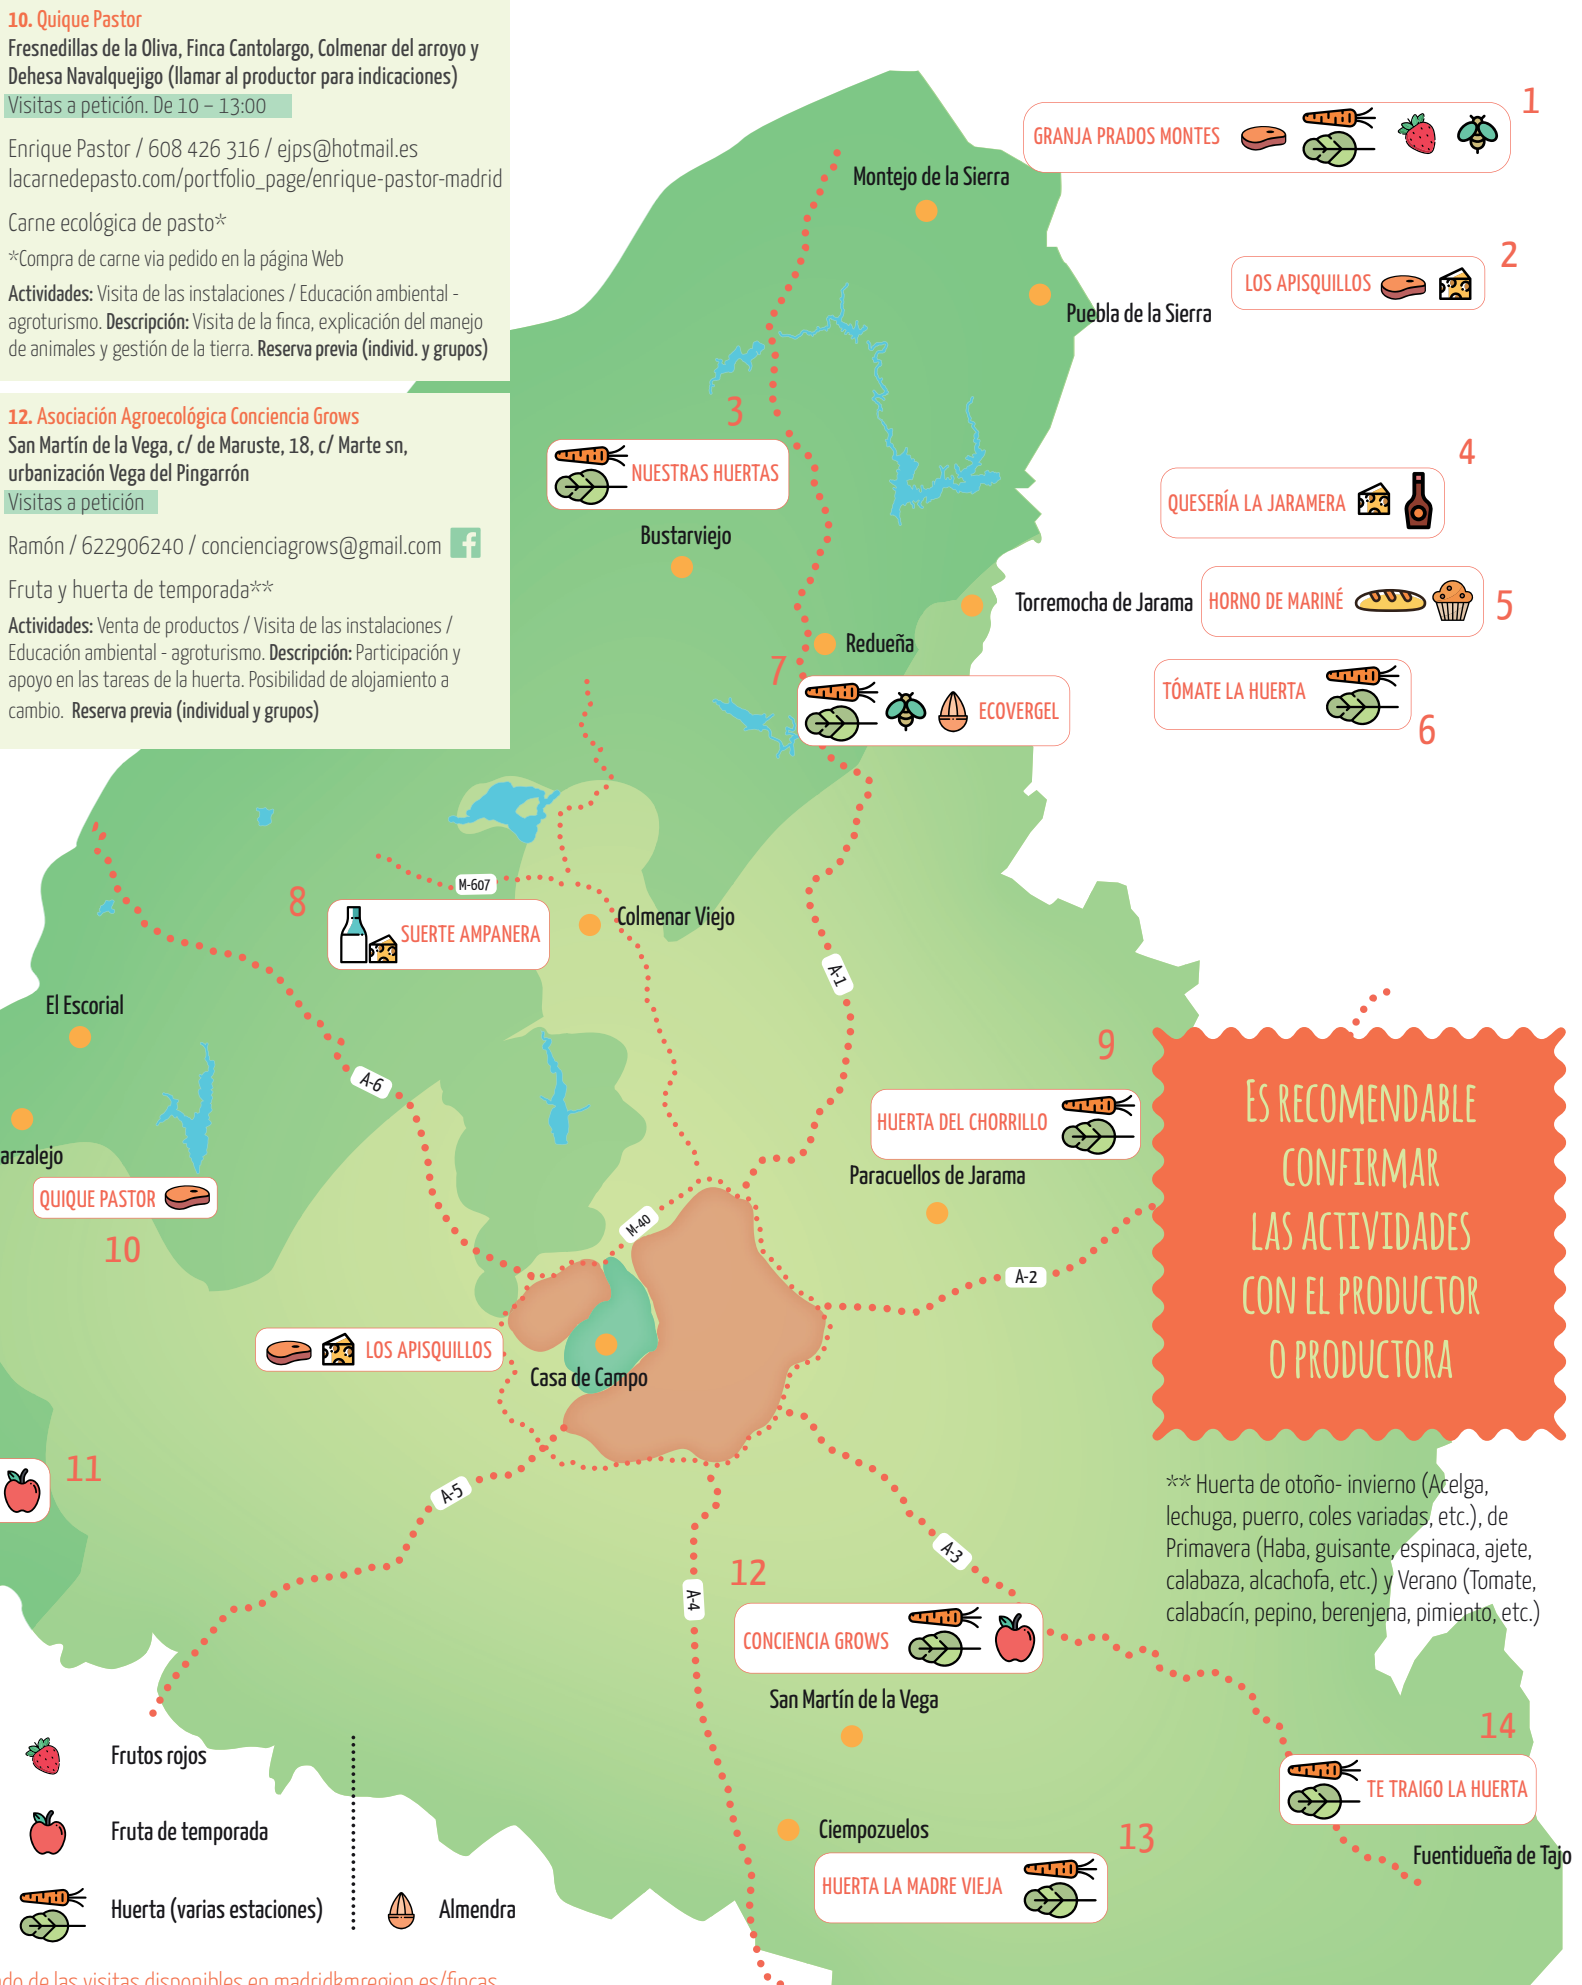 10. Quique Pastor
Fresnedillas de la Oliva, Finca Cantolargo, Colmenar del arroyo y
Dehesa Navalquejigo (llamar al productor para indicaciones)
Visitas a petición. De 10 – 13:00
Enrique Pastor / 608 426 316 / ejps@hotmail.es
lacarnedepasto.com/portfolio_page/enrique-pastor-madrid
Carne ecológica de pasto*
*Compra de carne via pedido en la página Web
Actividades: Visita de las instalaciones / Educación ambiental -
agroturismo. Descripción: Visita de la finca, explicación del manejo
de animales y gestión de la tierra. Reserva previa (individ. y grupos)
12. Asociación Agroecológica Conciencia Grows
San Martín de la Vega, c/ de Maruste, 18, c/ Marte sn,
urbanización Vega del Pingarrón
Visitas a petición
Ramón / 622906240 / concienciagrows@gmail.com
Fruta y huerta de temporada**
Actividades: Venta de productos / Visita de las instalaciones /
Educación ambiental - agroturismo. Descripción: Participación y
apoyo en las tareas de la huerta. Posibilidad de alojamiento a
cambio. Reserva previa (individual y grupos)
1
GRANJA PRADOS MONTES
Montejo de la Sierra
2
LOS APISQUILLOS
Puebla de la Sierra
3
NUESTRAS HUERTAS
Bustarviejo
4
QUESERÍA LA JARAMERA
Torremocha de Jarama
HORNO DE MARINÉ
5
Redueña
TÓMATE LA HUERTA
6
7
ECOVERGEL
M-607
8
SUERTE AMPANERA
Colmenar Viejo
A-1
El Escorial
A-6
9
HUERTA DEL CHORRILLO
Paracuellos de Jarama
arzalejo
QUIQUE PASTOR
10
M-40
A-2
ES RECOMENDABLE
CONFIRMAR
LAS ACTIVIDADES
CON EL PRODUCTOR
O PRODUCTORA
LOS APISQUILLOS
Casa de Campo
11
A-5
A-3
A-4
** Huerta de otoño- invierno (Acelga,
lechuga, puerro, coles variadas, etc.), de
Primavera (Haba, guisante, espinaca, ajete,
calabaza, alcachofa, etc.) y Verano (Tomate,
calabacín, pepino, berenjena, pimiento, etc.)
12
CONCIENCIA GROWS
San Martín de la Vega
14
TE TRAIGO LA HUERTA
Fuentidueña de Tajo
Ciempozuelos
13
HUERTA LA MADRE VIEJA
Frutos rojos
Fruta de temporada
Huerta (varias estaciones)
Almendra
de las visitas disponibles en madridkmregion.es/fincas